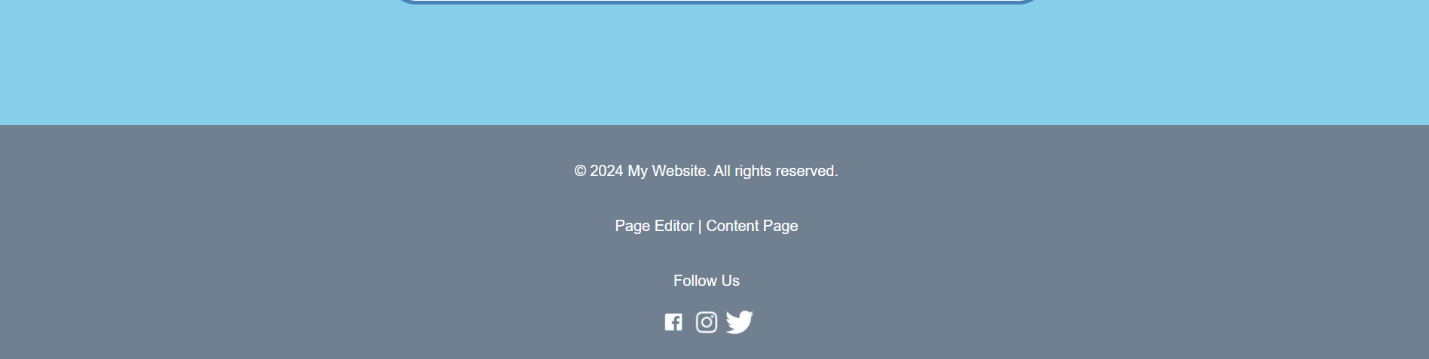 © 2024 My Website. All rights reserved.
Page Editor | Content Page
Follow Us